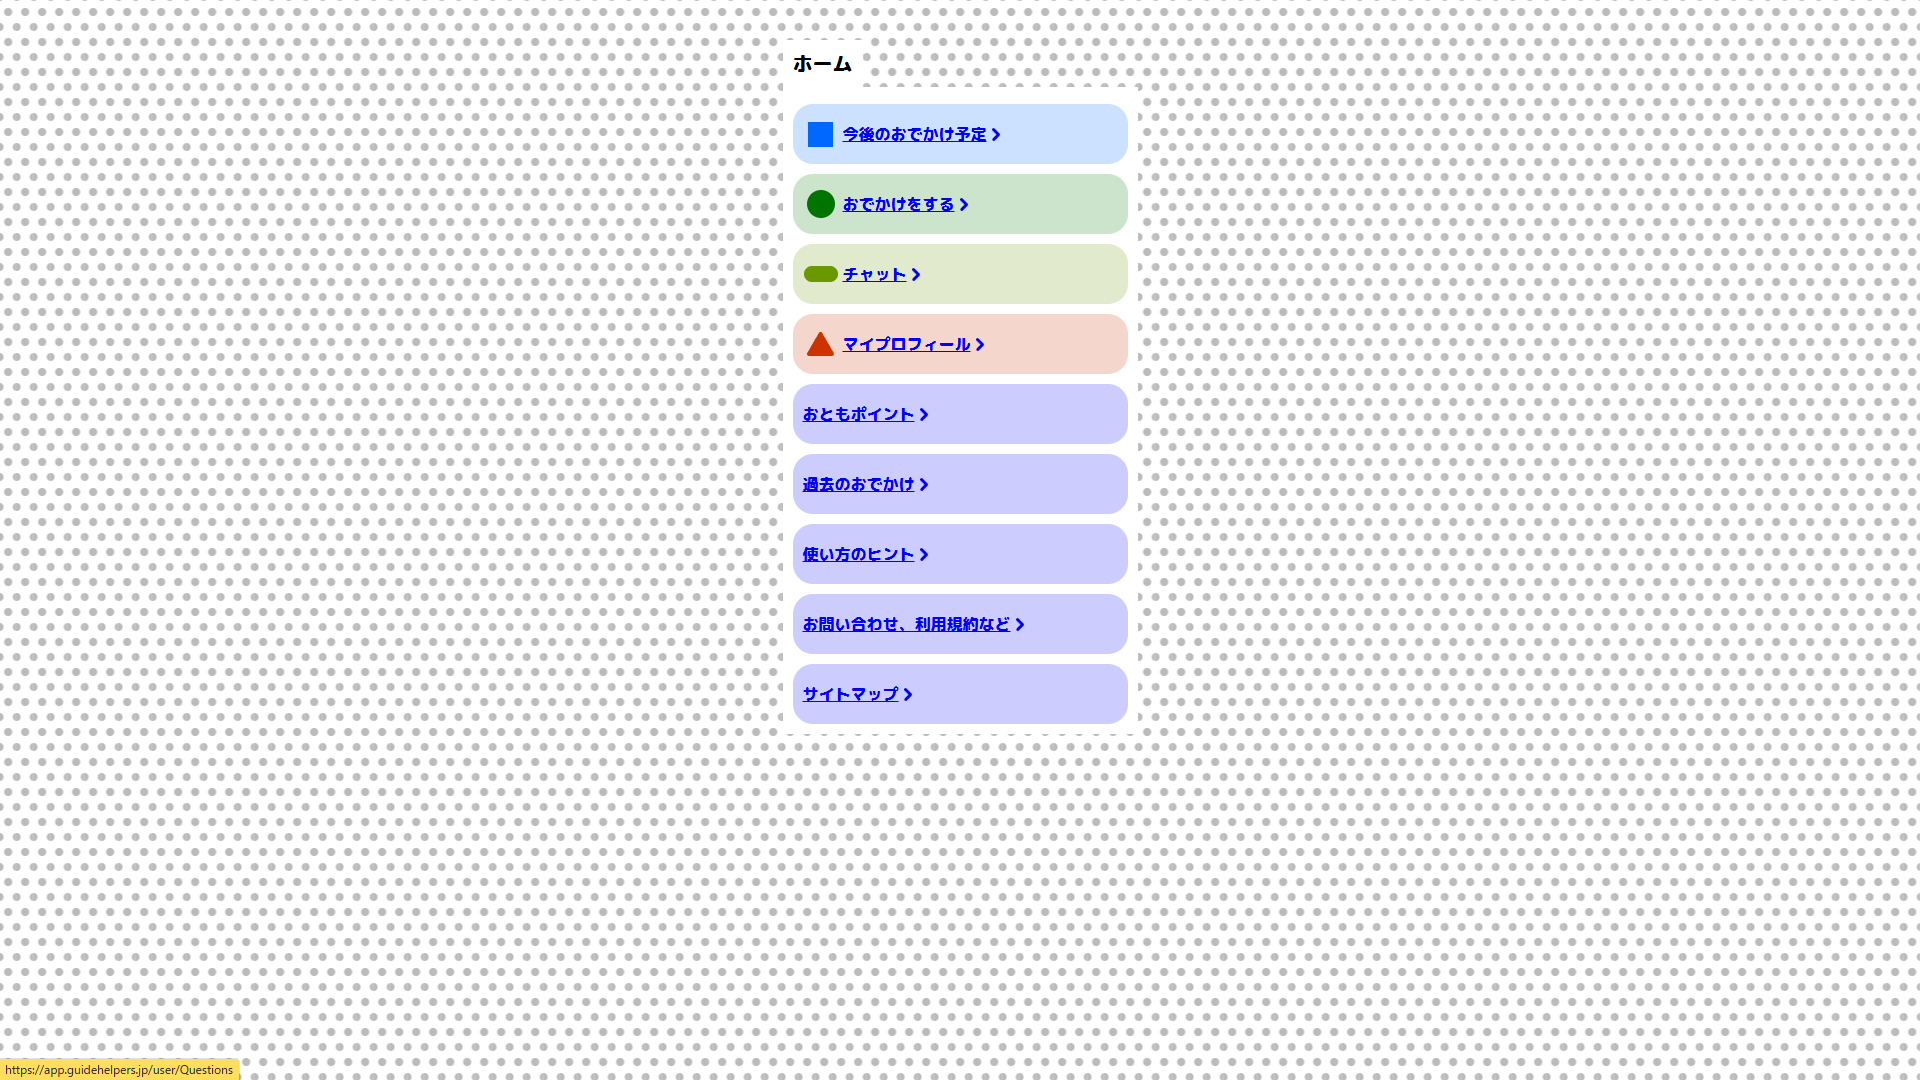 ホーム
今後のおでかけ予定
おでかけをする
チャット
マイプロフィール
おともポイント
過去のおでかけ
使い方のヒント
お問い合わせ、利用規約など
サイトマップ
https://app.guidehelpers.jp/user/Questions